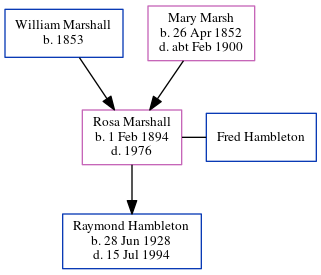 William Marshall
b. 1853
Mary Marsh
b. 26 Apr 1852
d. abt Feb 1900
Rosa Marshall
b. 1 Feb 1894
d. 1976
Fred Hambleton
Raymond Hambleton
b. 28 Jun 1928
d. 15 Jul 1994